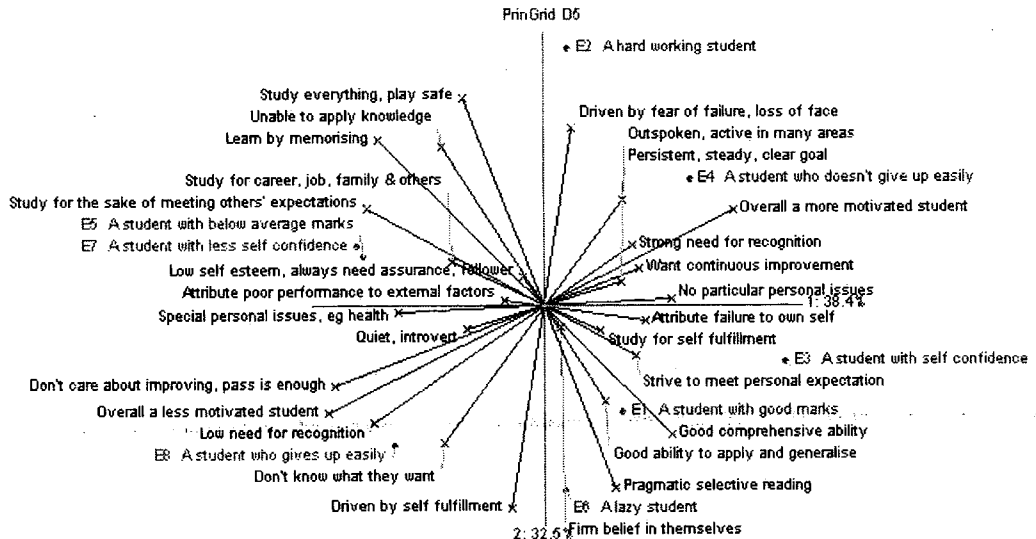 PrinGrid D5
E2 A hard working student
Study everything, play safe
Driven by fear of failure, loss of face
Unable to apply knowledge
Outspoken, active in many areas
Learn by memorising
Persistent, steady, clear goal
Study for career, job, family & others
E4 A student who doesn't give up easily
Study for the sake of meeting others' expectations
Overall a more motivated student
E5 A student with below average marks
E7 A student with less self confidence
Strong need for recognition
Low self esteem, always need assurance, follower
Want continuous improvement
Attribute poor performance to external factors
No particular personal issues
1: 38.4%
Special personal issues, eg health
Attribute failure to own self
Quiet, introvert
Study for self fulfillment
E3 A student with self confidence
Don't care about improving, pass is enough
Strive to meet personal expectation
Overall a less motivated student
E1 A student with good marks
Low need for recognition
Good comprehensive ability
E8 A student who gives up easily
Good ability to apply and generalise
Don't know what they want
Pragmatic selective reading
Driven by self fulfillment
E6 A lazy student
2: 32.5%
Firm belief in themselves